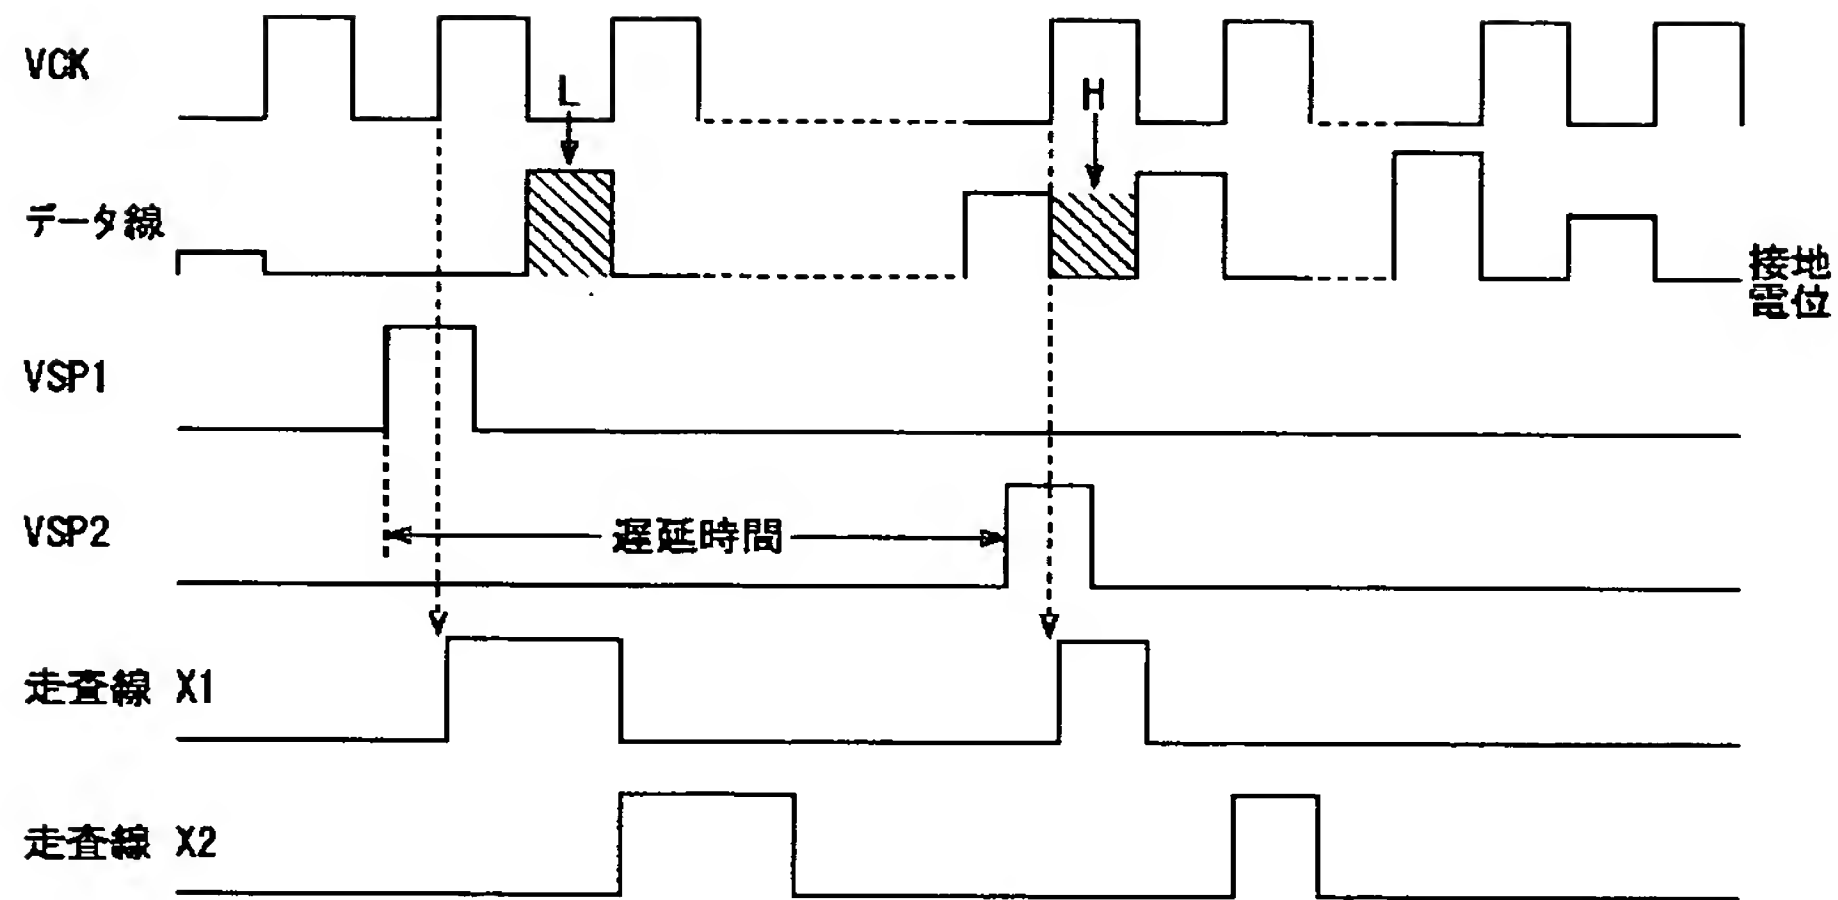 VCK
L
H
データ線
接地
電位
VSP1
VSP2
遅延時間
走査線 X1
走査線 X2